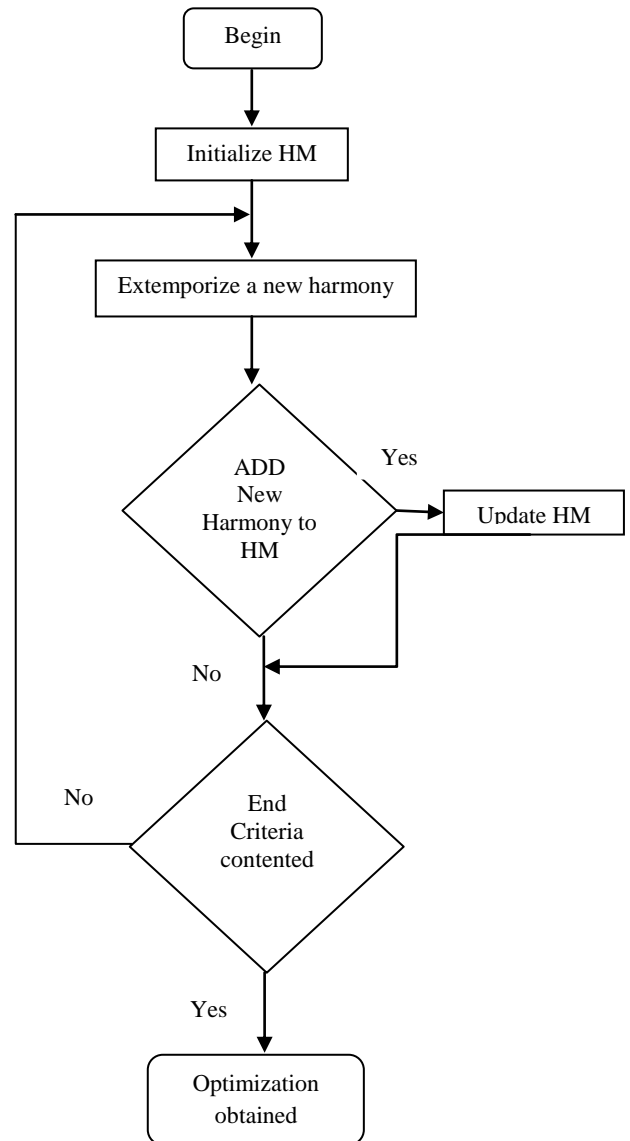 Begin
Initialize HM
Extemporize a new harmony
ADD
New
Harmony to
HM
Yes
Update HM
No
No
End
Criteria
contented
Yes
Optimization
obtained